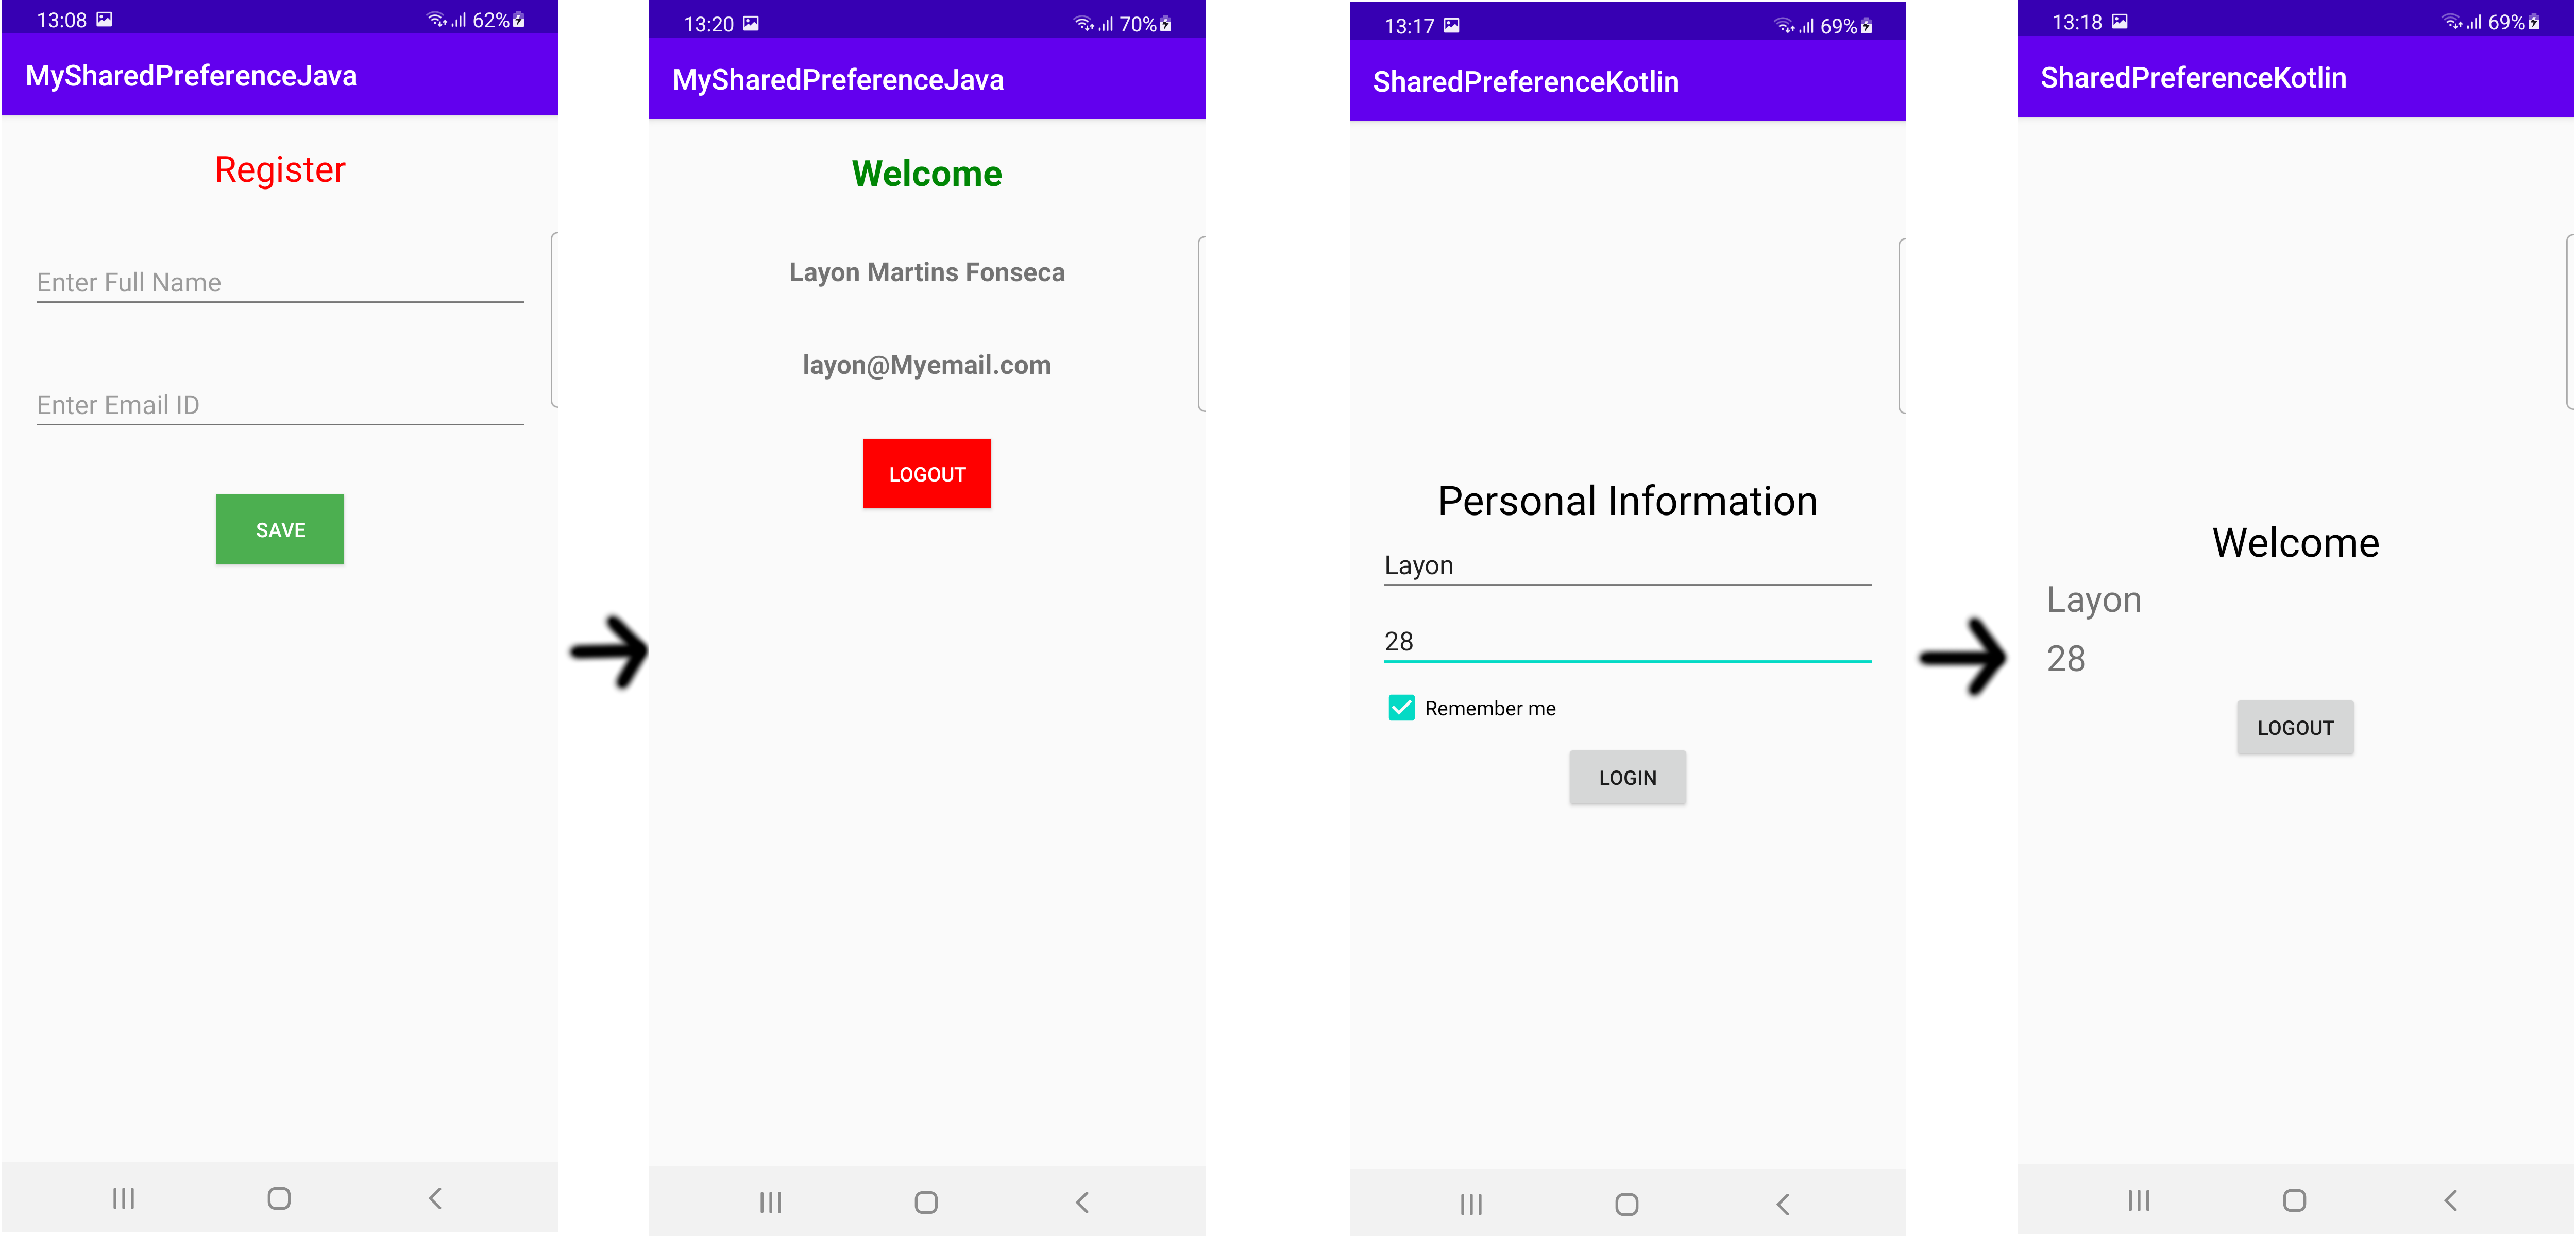 13:08 62%
MySharedPreferenceJava
Register
Enter Full Name
Enter Email ID
SAVE
13:20 70%
MySharedPreferenceJava
Welcome
Layon Martins Fonseca
layon@Myemail.com
LOGOUT
13:17 69%
SharedPreferenceKotlin
Personal Information
Layon
28
Remember me
LOGIN
13:18 69%
SharedPreferenceKotlin
Welcome
Layon
28
LOGOUT